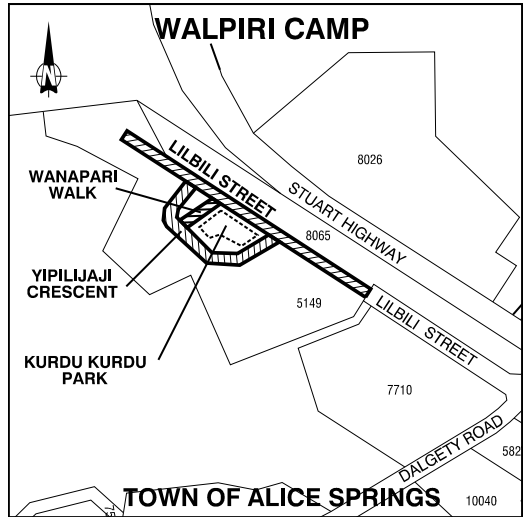 WALPIRI CAMP
N
LILBILI STREET
8026
WANAPARI
WALK
STUART HIGHWAY
8065
YIPILIJAJI
CRESCENT
5149
LILBILI STREET
KURDU KURDU
PARK
7710
DALGETY ROAD
582
TOWN OF ALICE SPRINGS
10040